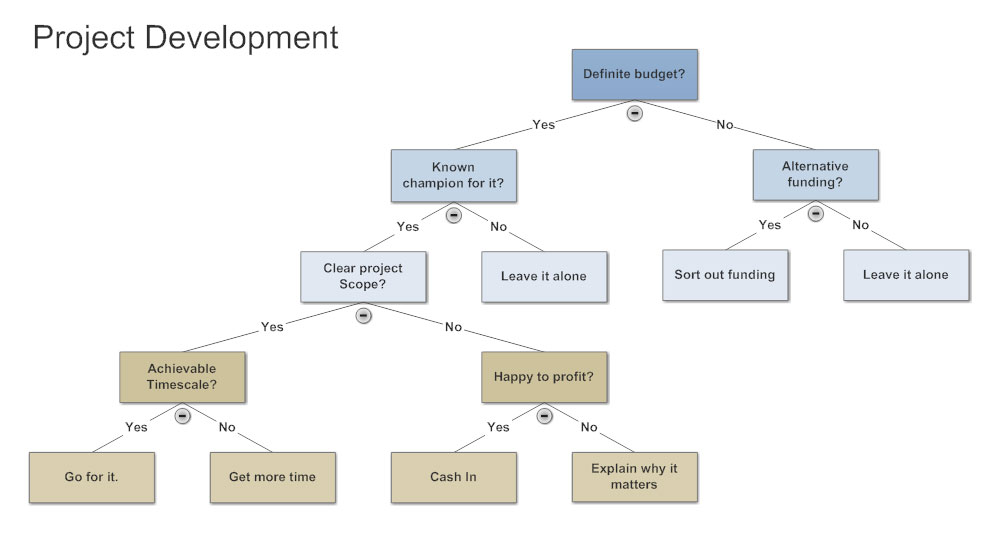 Project Development
Definite budget?
Yes
No
Known
champion for it?
Alternative
funding?
Yes
No
Yes
No
Clear project
Scope?
Leave it alone
Sort out funding
Leave it alone
Yes
No
Achievable
Timescale?
Happy to profit?
Yes
No
Yes
No
Go for it.
Get more time
Cash In
Explain why it
matters